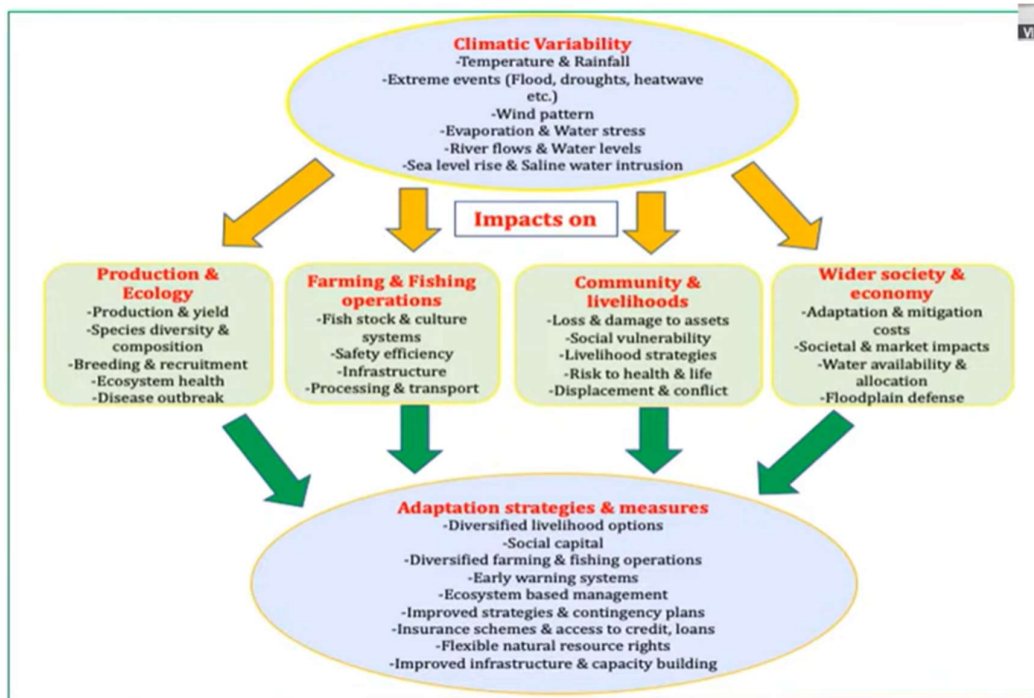 VI
Climatic Variability
-Temperature & Rainfall
-Extreme events (Flood, droughts, heatwave
etc.)
-Wind pattern
-Evaporation & Water stress
-River flows & Water levels
-Sea level rise & Saline water intrusion
Impacts on
Production &
Ecology
-Production & yield
-Species diversity &
composition
-Breeding & recruitment
-Ecosystem health
-Disease outbreak
Farming & Fishing
operations
-Fish stock & culture
systems
-Safety efficiency
-Infrastructure
-Processing & transport
Community &
livelihoods
-Loss & damage to assets
-Social vulnerability
-Livelihood strategies
-Risk to health & life
-Displacement & conflict
Wider society &
economy
-Adaptation & mitigation
costs
-Societal & market impacts
-Water availability &
allocation
-Floodplain defense
Adaptation strategies & measures
-Diversified livelihood options
-Social capital
-Diversified farming & fishing operations
-Early warning systems
-Ecosystem based management
-Improved strategies & contingency plans
-Insurance schemes & access to credit, loans
-Flexible natural resource rights
-Improved infrastructure & capacity building